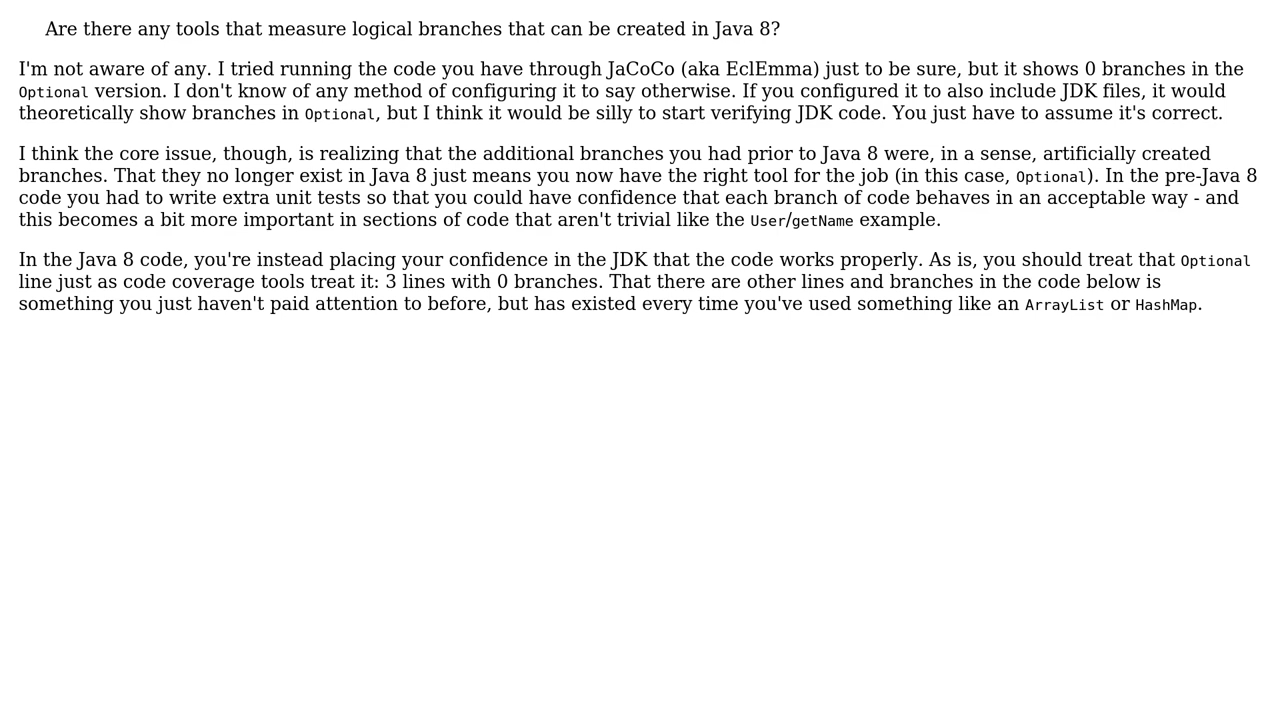 Are there any tools that measure logical branches that can be created in Java 8?
I'm not aware of any. I tried running the code you have through JaCoCo (aka EclEmma) just to be sure, but it shows 0 branches in the
Optional version. I don't know of any method of configuring it to say otherwise. If you configured it to also include JDK files, it would
theoretically show branches in Optional, but I think it would be silly to start verifying JDK code. You just have to assume it's correct.
I think the core issue, though, is realizing that the additional branches you had prior to Java 8 were, in a sense, artificially created
branches. That they no longer exist in Java 8 just means you now have the right tool for the job (in this case, Optional). In the pre-Java 8
code you had to write extra unit tests so that you could have confidence that each branch of code behaves in an acceptable way - and
this becomes a bit more important in sections of code that aren't trivial like the User/getName example.
In the Java 8 code, you're instead placing your confidence in the JDK that the code works properly. As is, you should treat that Optional
line just as code coverage tools treat it: 3 lines with 0 branches. That there are other lines and branches in the code below is
something you just haven't paid attention to before, but has existed every time you've used something like an ArrayList or HashMap.